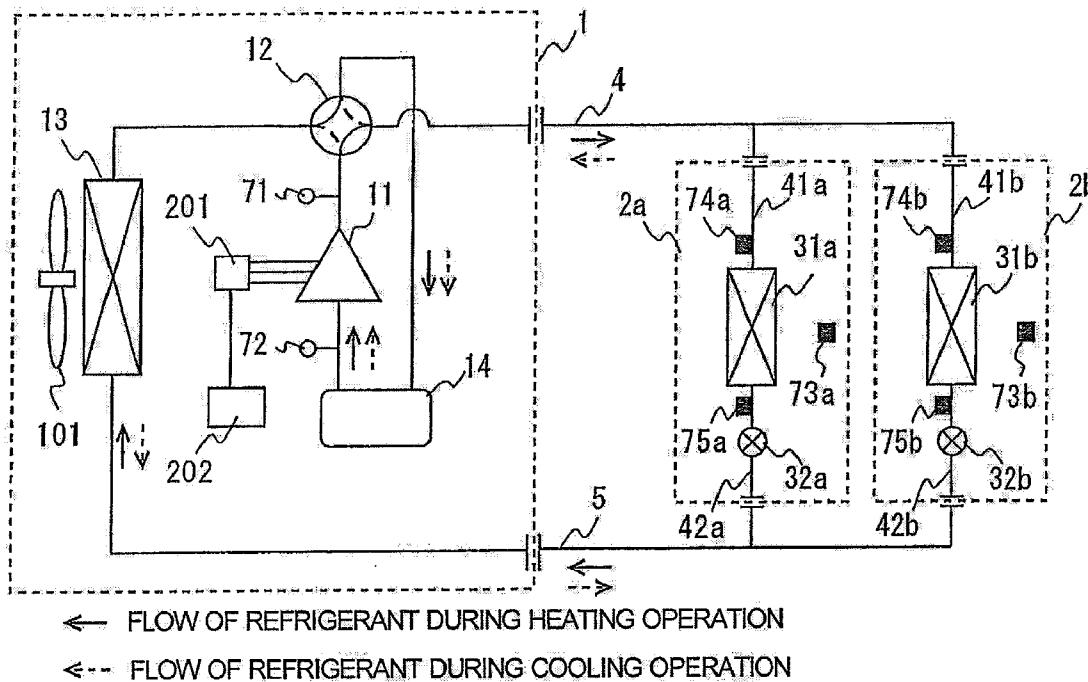 1
12
4
13
71
11
201
72
14
101
202
2a
74a
41a
31a
73a
75a
32a
42a
74b
41b
31b
73b
75b
32b
42b
5
FLOW OF REFRIGERANT DURING HEATING OPERATION
FLOW OF REFRIGERANT DURING COOLING OPERATION